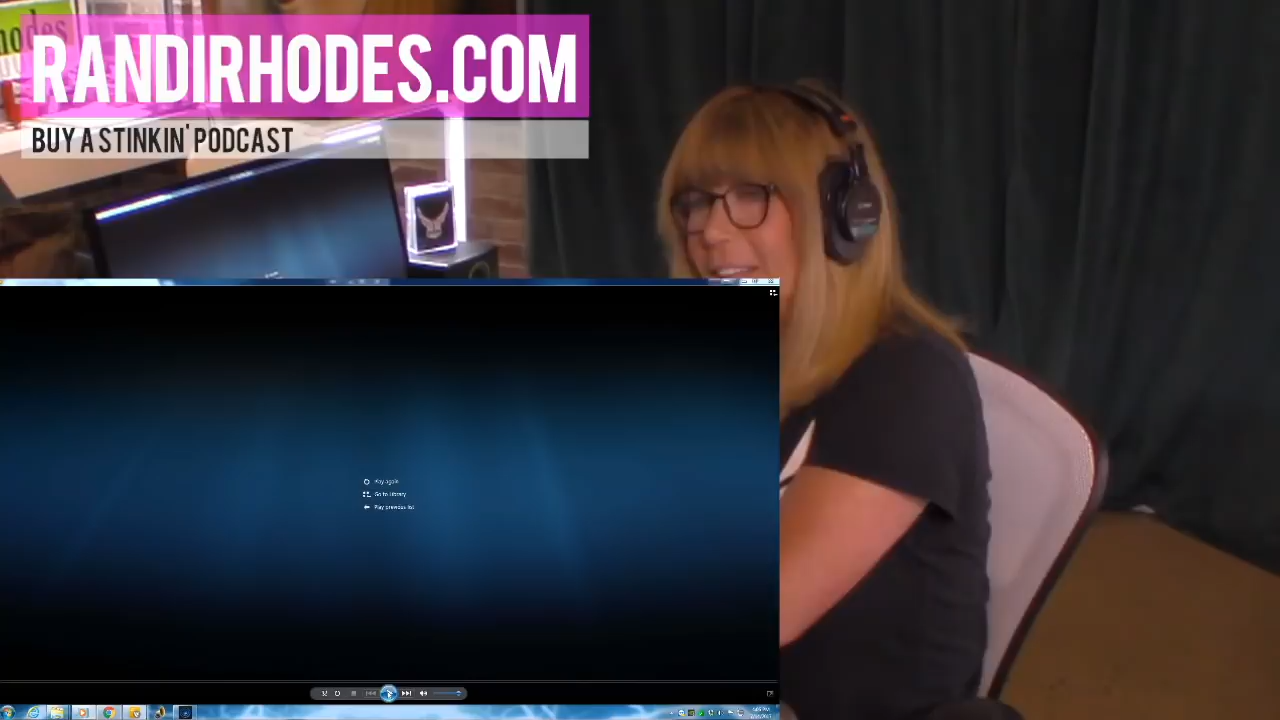 RANDIRHODES.COM
BUY A STINKIN' PODCAST
Play again
Go to Library
Play previous list